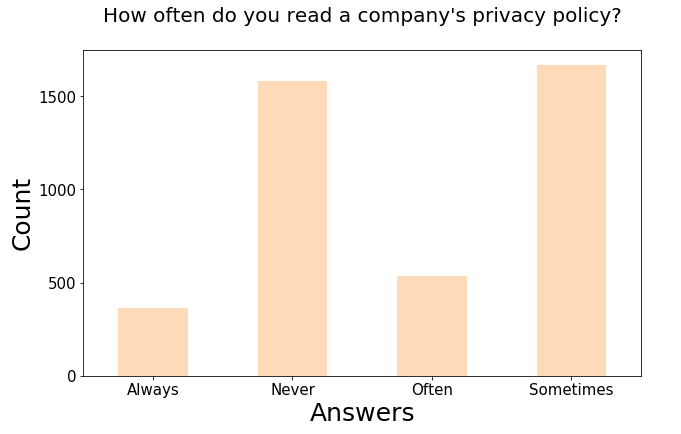 How often do you read a company's privacy policy?
1500
1000
500
0
Count
Always Never Often Sometimes
Answers